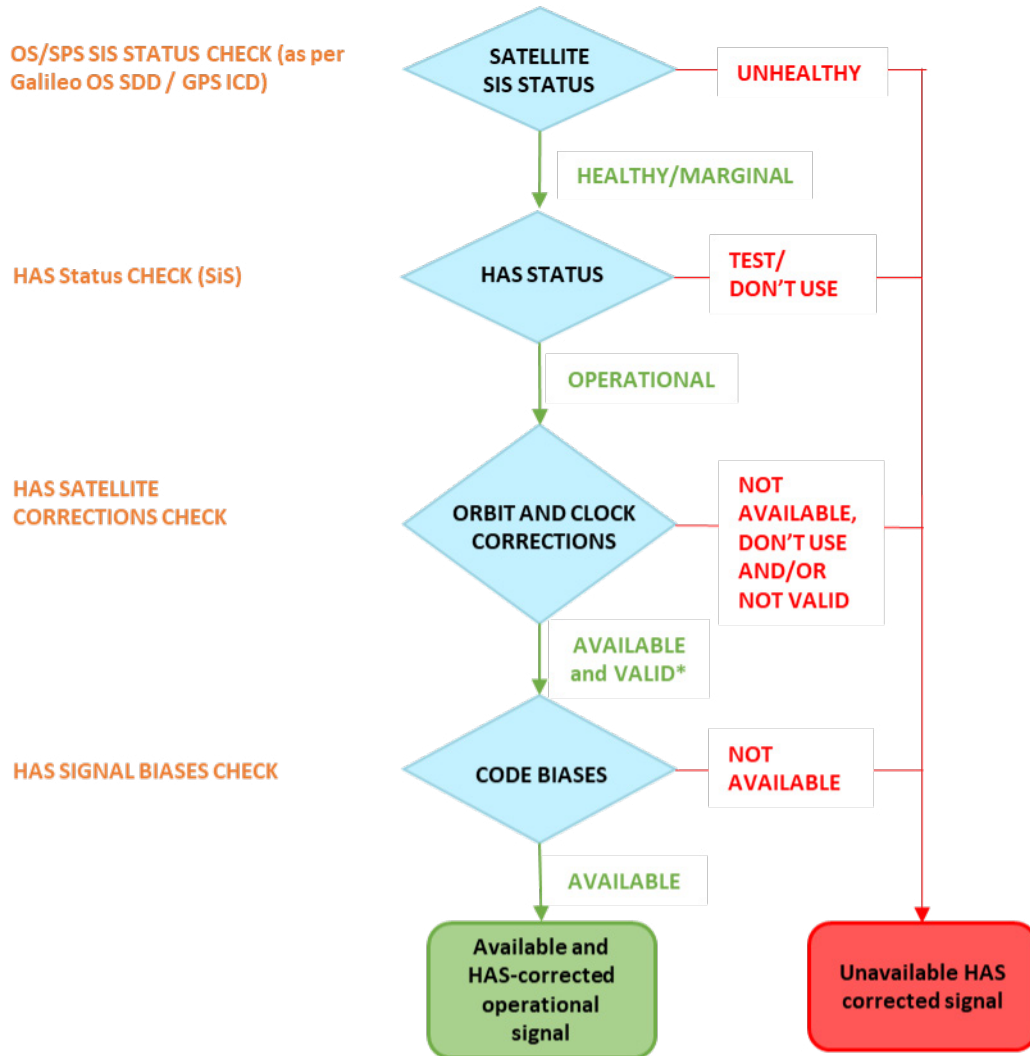 OS/SPS SIS STATUS CHECK (as per
Galileo OS SDD / GPS ICD)
SATELLITE
SIS STATUS
UNHEALTHY
HEALTHY/MARGINAL
HAS Status CHECK (SiS)
HAS STATUS
TEST/
DON'T USE
OPERATIONAL
HAS SATELLITE
CORRECTIONS CHECK
ORBIT AND CLOCK
CORRECTIONS
NOT
AVAILABLE,
DON'T USE
AND/OR
NOT VALID
AVAILABLE
and VALID*
HAS SIGNAL BIASES CHECK
CODE BIASES
NOT
AVAILABLE
AVAILABLE
Available and
HAS-corrected
operational
signal
Unavailable HAS
corrected signal